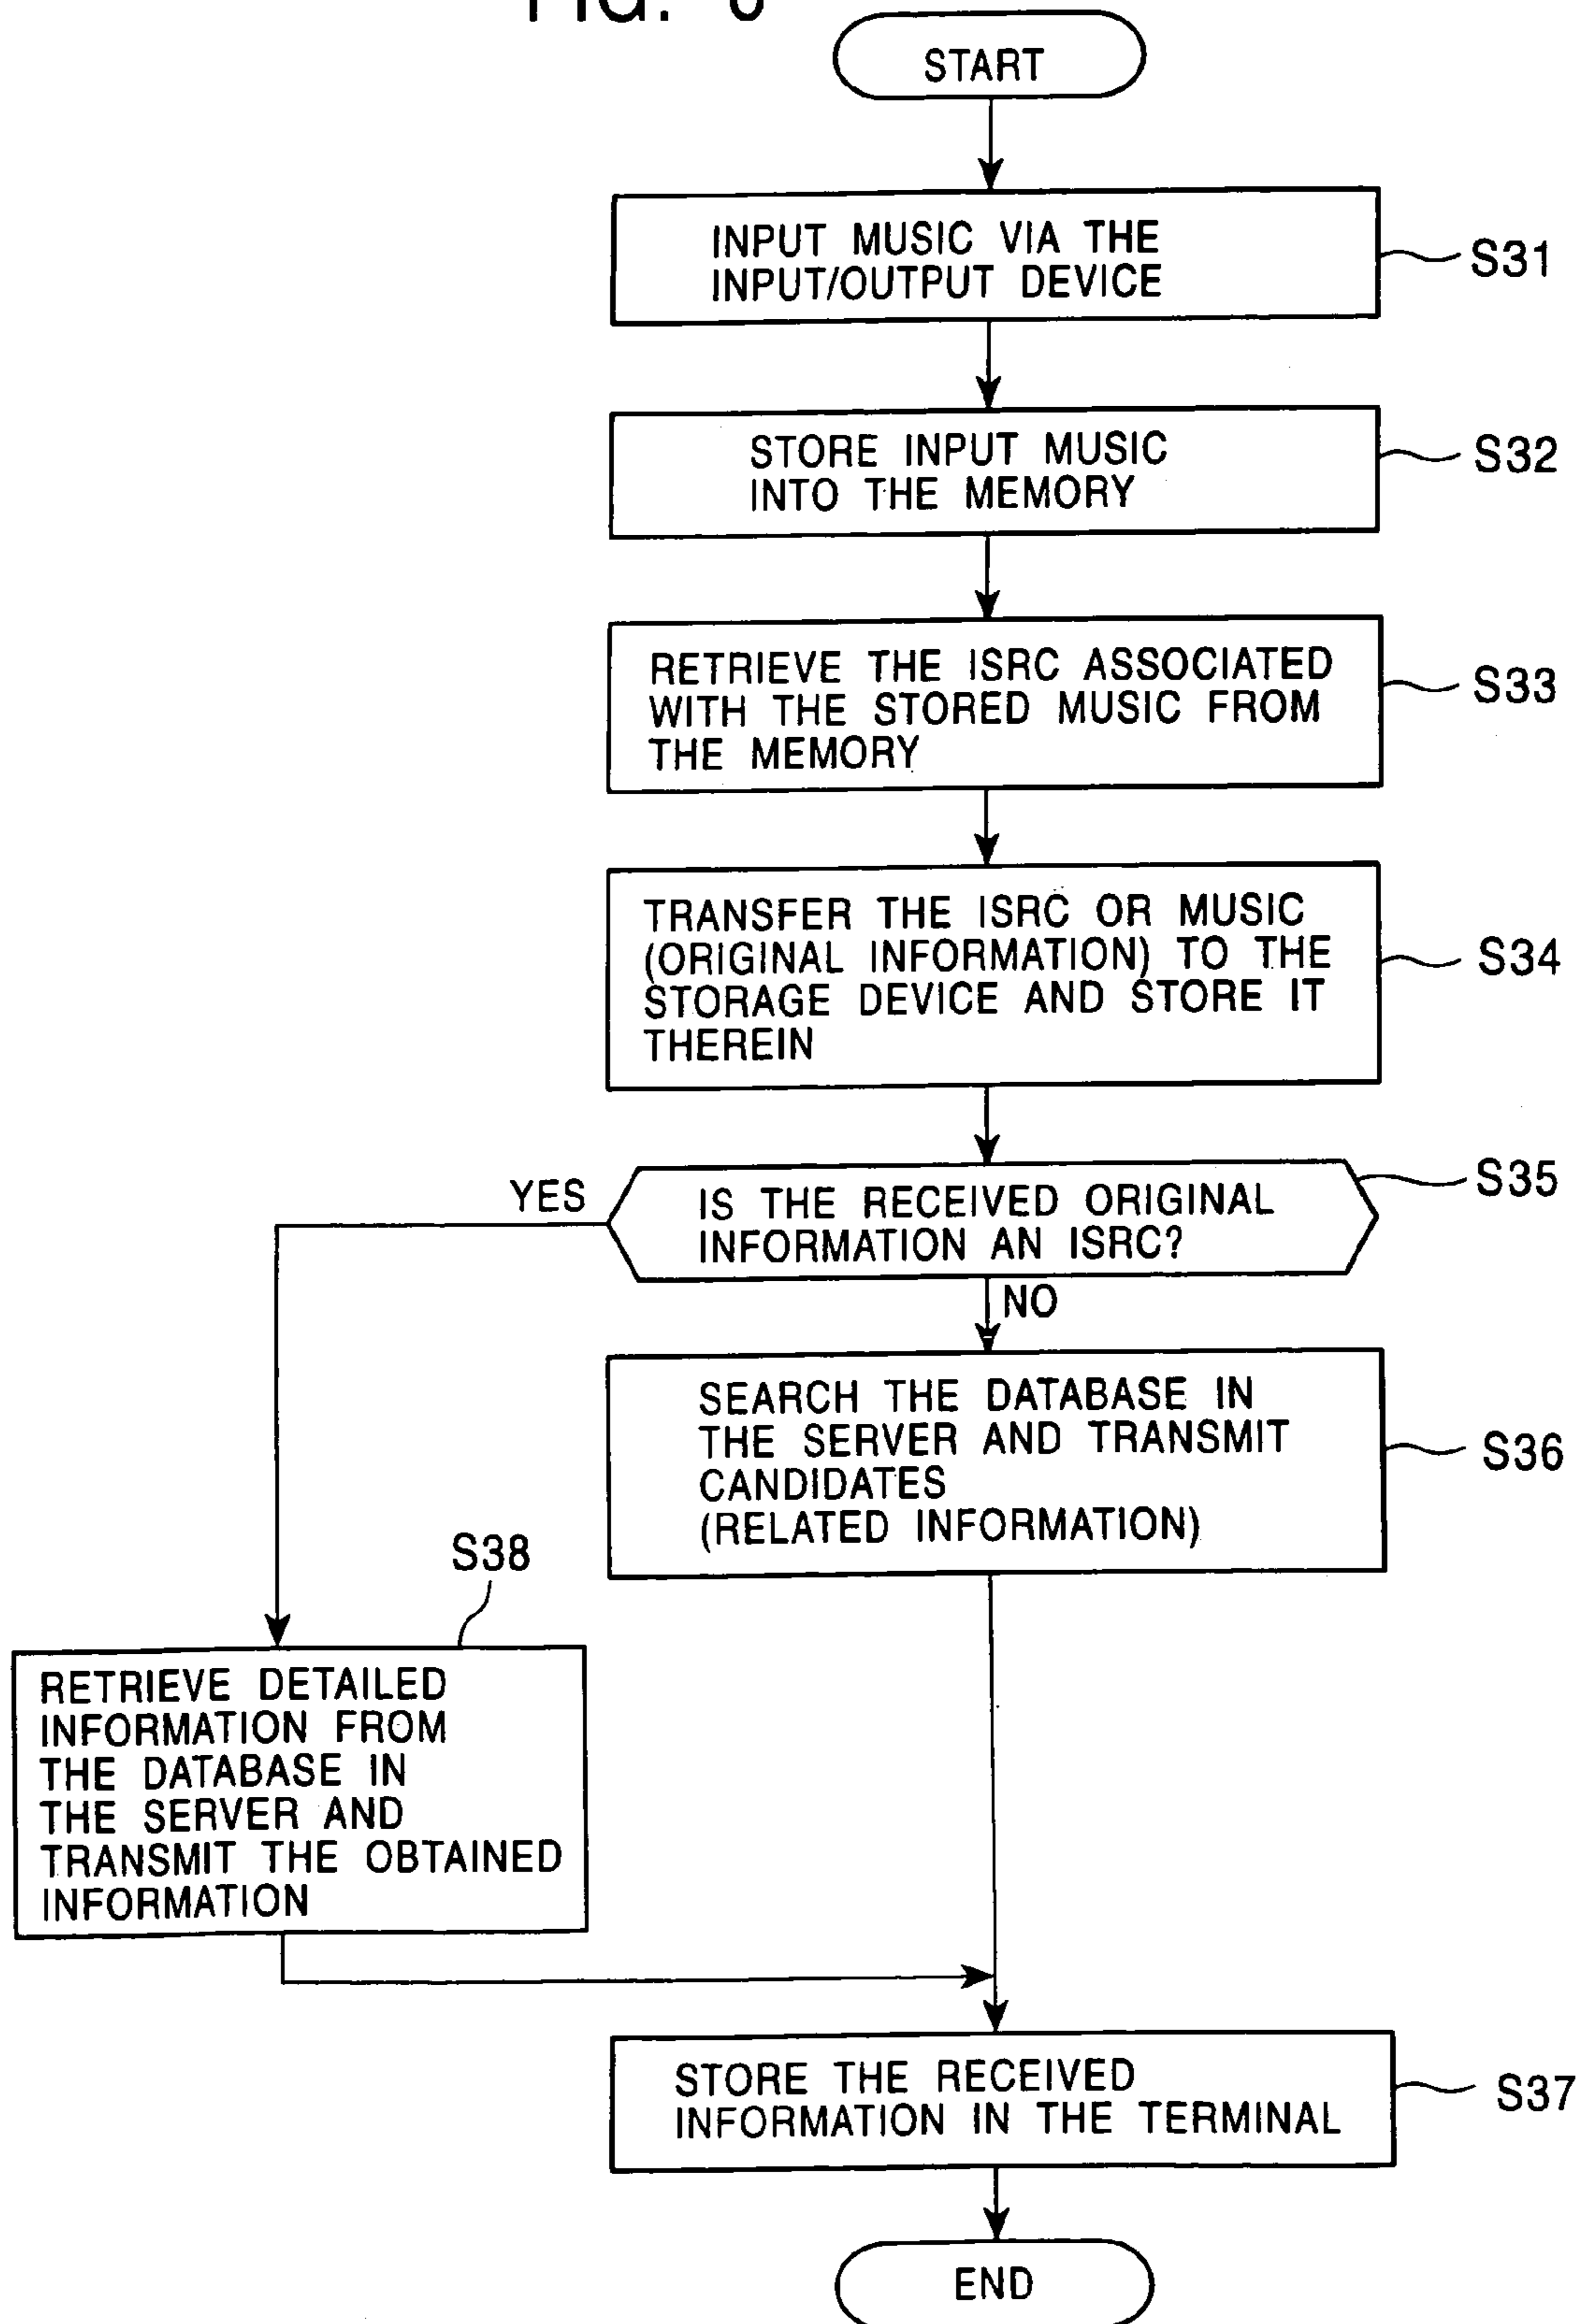 START
INPUT MUSIC VIA THE
INPUT/OUTPUT DEVICE
S31
STORE INPUT MUSIC
INTO THE MEMORY
S32
RETRIEVE THE ISRC ASSOCIATED
WITH THE STORED MUSIC FROM
THE MEMORY
S33
TRANSFER THE ISRC OR MUSIC
(ORIGINAL INFORMATION) TO THE
STORAGE DEVICE AND STORE IT
THEREIN
S34
YES
IS THE RECEIVED ORIGINAL
INFORMATION AN ISRC?
S35
NO
SEARCH THE DATABASE IN
THE SERVER AND TRANSMIT
CANDIDATES
(RELATED INFORMATION)
S36
S38
RETRIEVE DETAILED
INFORMATION FROM
THE DATABASE IN
THE SERVER AND
TRANSMIT THE OBTAINED
INFORMATION
STORE THE RECEIVED
INFORMATION IN THE TERMINAL
S37
END